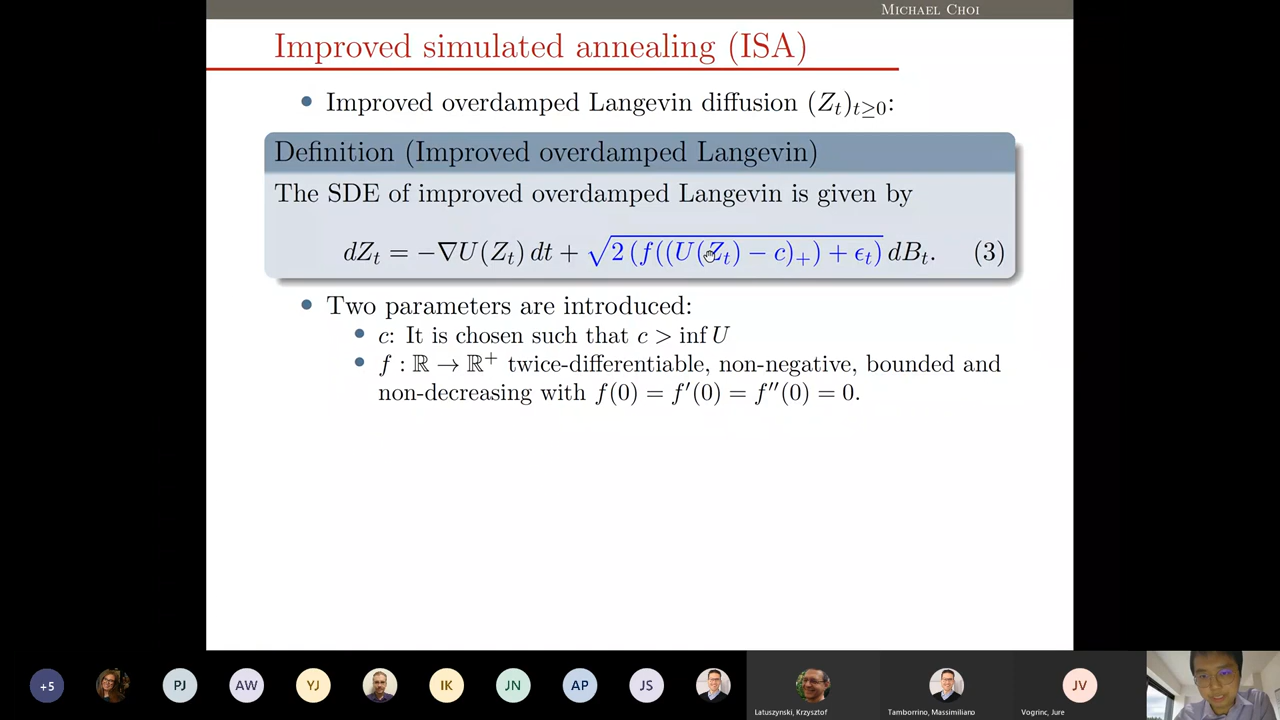 MICHAEL CHOI
Improved simulated annealing (ISA)
• Improved overdamped Langevin diffusion (Z_t)_{t≥0}:
Definition (Improved overdamped Langevin)
The SDE of improved overdamped Langevin is given by
dZ_t = −∇U(Z_t) dt + √(2 (f((U(Z_t) − c)_+) + ϵ_t)) dB_t. (3)
• Two parameters are introduced:
• c: It is chosen such that c > inf U
• f : ℝ → ℝ⁺ twice-differentiable, non-negative, bounded and
non-decreasing with f(0) = f′(0) = f″(0) = 0.
+5 PJ AW YJ IK JN AP JS JV
Latuszynski, Krzysztof Tamborrino, Massimiliano Vogrinc, Jure